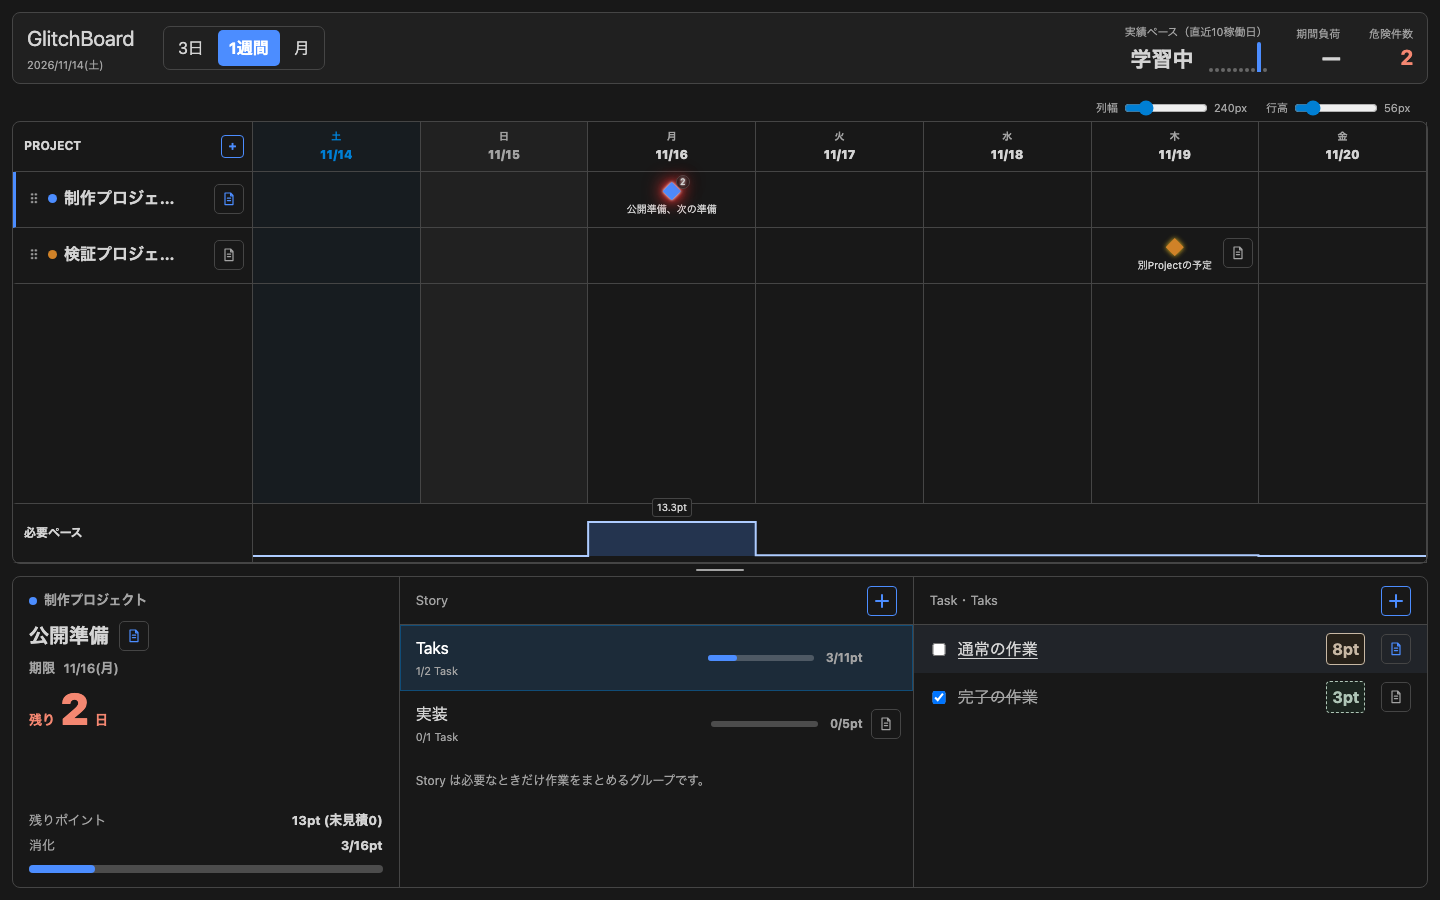 GlitchBoard
2026/11/14(土)
3日 1週間 月
実績ペース（直近10稼働日）
学習中
期間負荷
—
危険件数
2
列幅 240px 行高 56px
PROJECT +
土 日 月 火 水 木 金
11/14 11/15 11/16 11/17 11/18 11/19 11/20
制作プロジェ...
2
公開準備、次の準備
検証プロジェ...
別Projectの予定
13.3pt
必要ペース
制作プロジェクト
公開準備
期限 11/16(月)
残り 2 日
残りポイント 13pt (未見積0)
消化 3/16pt
Story +
Taks
1/2 Task
3/11pt
実装
0/1 Task
0/5pt
Story は必要なときだけ作業をまとめるグループです。
Task・Taks +
通常の作業 8pt
完了の作業 3pt